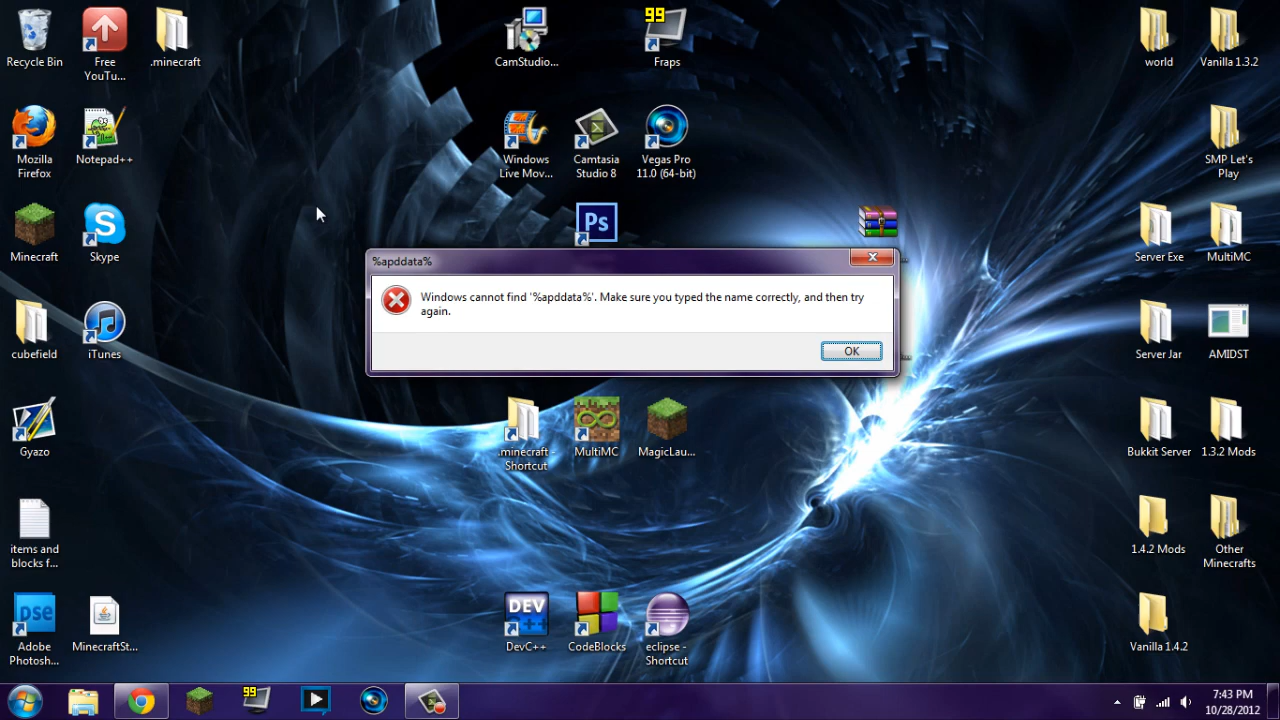 Recycle Bin
Free
YouTu...
.minecraft
CamStudio...
99
Fraps
world
Vanilla 1.3.2
Mozilla
Firefox
Notepad++
Windows
Live Mov...
Camtasia
Studio 8
Vegas Pro
11.0 (64-bit)
SMP Let's
Play
Minecraft
Skype
Ps
Server Exe
MultiMC
%apddata%
Windows cannot find '%apddata%'. Make sure you typed the name correctly, and then try
again.
OK
cubefield
iTunes
Server Jar
AMIDST
Gyazo
.minecraft -
Shortcut
MultiMC
MagicLau...
Bukkit Server
1.3.2 Mods
items and
blocks f...
1.4.2 Mods
Other
Minecrafts
pse
Adobe
Photosh...
MinecraftSt...
DEV
C++
DevC++
CodeBlocks
eclipse -
Shortcut
Vanilla 1.4.2
99
7:43 PM
10/28/2012